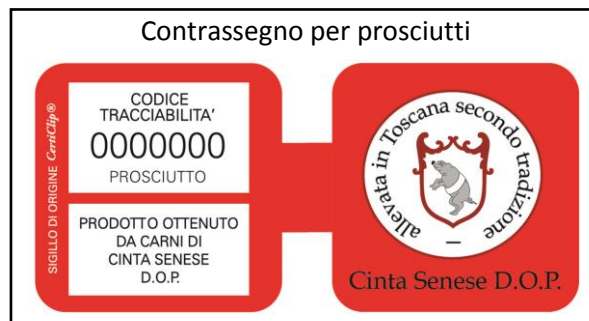 Contrassegno per prosciutti
SIGILLO DI ORIGINE CertiClip®
CODICE
TRACCIABILITA'
0000000
PROSCIUTTO
PRODOTTO OTTENUTO
DA CARNI DI
CINTA SENESE
D.O.P.
allevata in Toscana secondo tradizione
Cinta Senese D.O.P.